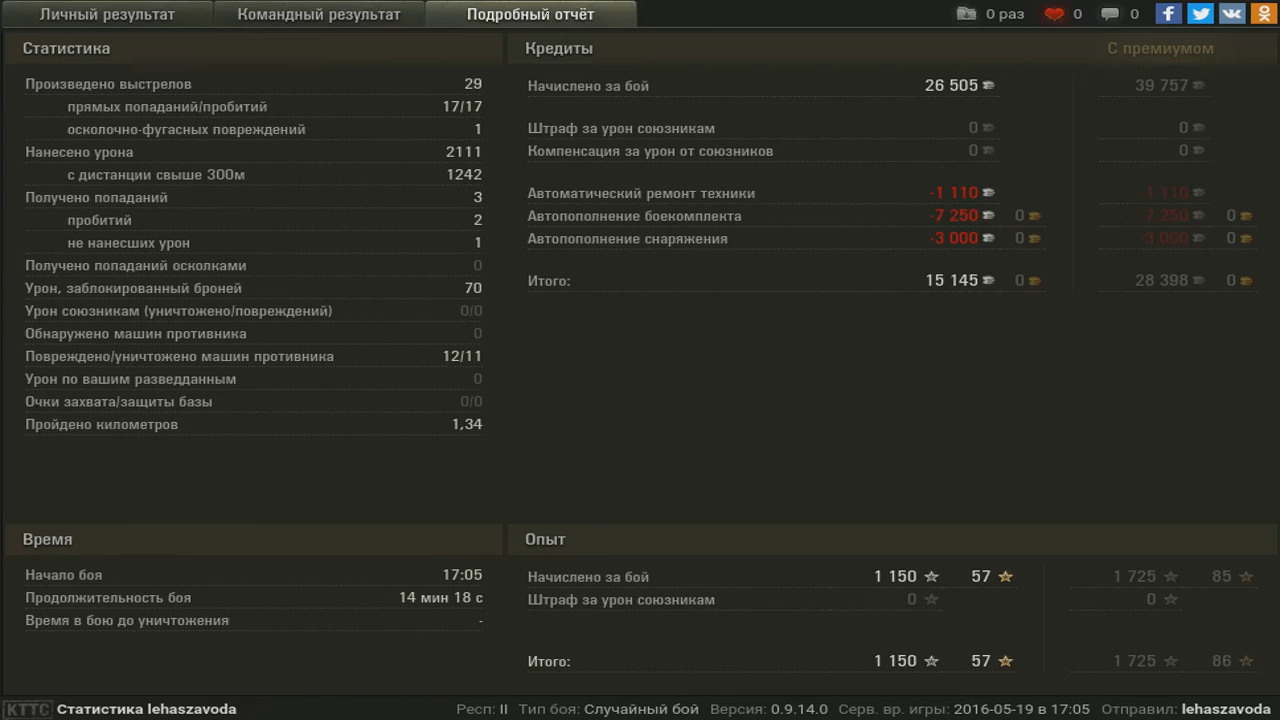 Личный результат Командный результат Подробный отчёт 0 раз 0 0
Статистика
Произведено выстрелов 29
прямых попаданий/пробитий 17/17
осколочно-фугасных повреждений 1
Нанесено урона 2111
с дистанции свыше 300м 1242
Получено попаданий 3
пробитий 2
не нанесших урон 1
Получено попаданий осколками 0
Урон, заблокированный броней 70
Урон союзникам (уничтожено/повреждений) 0/0
Обнаружено машин противника 0
Повреждено/уничтожено машин противника 12/11
Урон по вашим разведданным 0
Очки захвата/защиты базы 0/0
Пройдено километров 1,34
Кредиты С премиумом
Начислено за бой 26 505 39 757
Штраф за урон союзникам 0 0
Компенсация за урон от союзников 0 0
Автоматический ремонт техники -1 110 -1 110
Автопополнение боекомплекта -7 250 0 -7 250 0
Автопополнение снаряжения -3 000 0 -3 000 0
Итого: 15 145 0 28 398 0
Время
Начало боя 17:05
Продолжительность боя 14 мин 18 с
Время в бою до уничтожения -
Опыт
Начислено за бой 1 150 57 1 725 85
Штраф за урон союзникам 0 0
Итого: 1 150 57 1 725 86
КТТС Статистика lehaszavoda Респ: II Тип боя: Случайный бой Версия: 0.9.14.0 Серв. вр. игры: 2016-05-19 в 17:05 Отправил: lehaszavoda